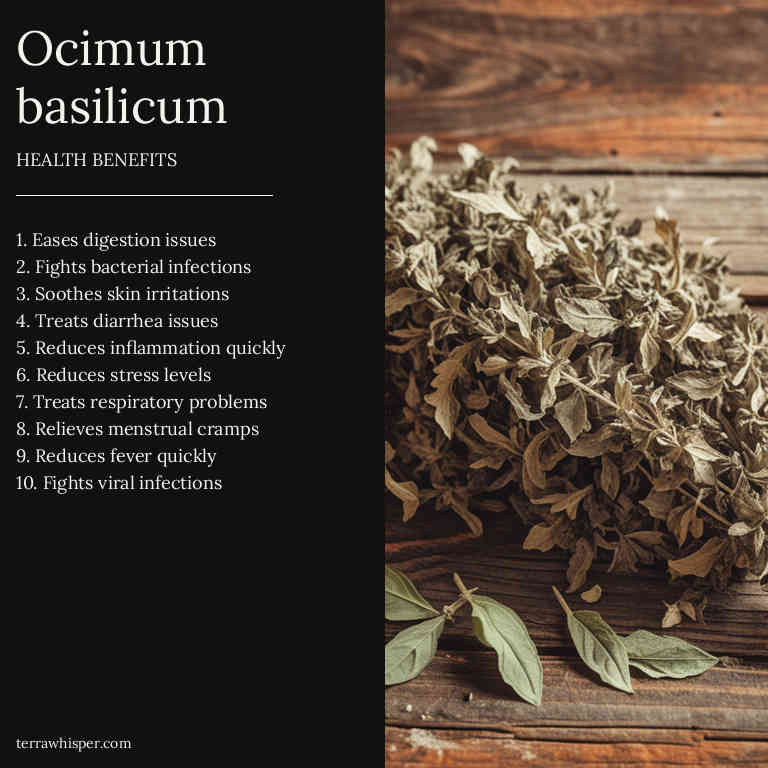 Ocimum
basilicum
HEALTH BENEFITS
1. Eases digestion issues
2. Fights bacterial infections
3. Soothes skin irritations
4. Treats diarrhea issues
5. Reduces inflammation quickly
6. Reduces stress levels
7. Treats respiratory problems
8. Relieves menstrual cramps
9. Reduces fever quickly
10. Fights viral infections
terrawhisper.com